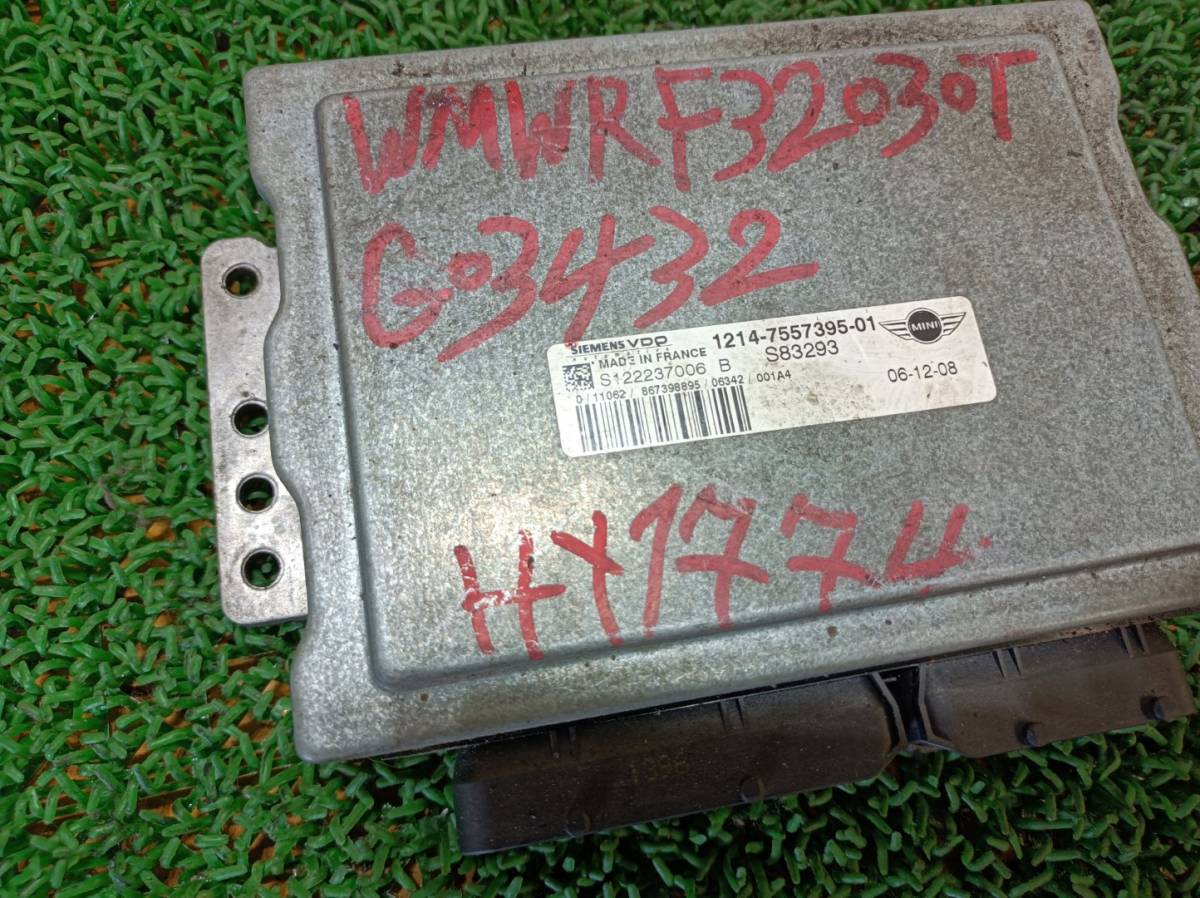 WMWRF32030T
G03432
SIEMENS VDO 1214-7557395-01 MINI
MADE IN FRANCE S83293
S122237006 B 06-12-08
0/11062/ 867398895/06342/ 001A4
HY1774